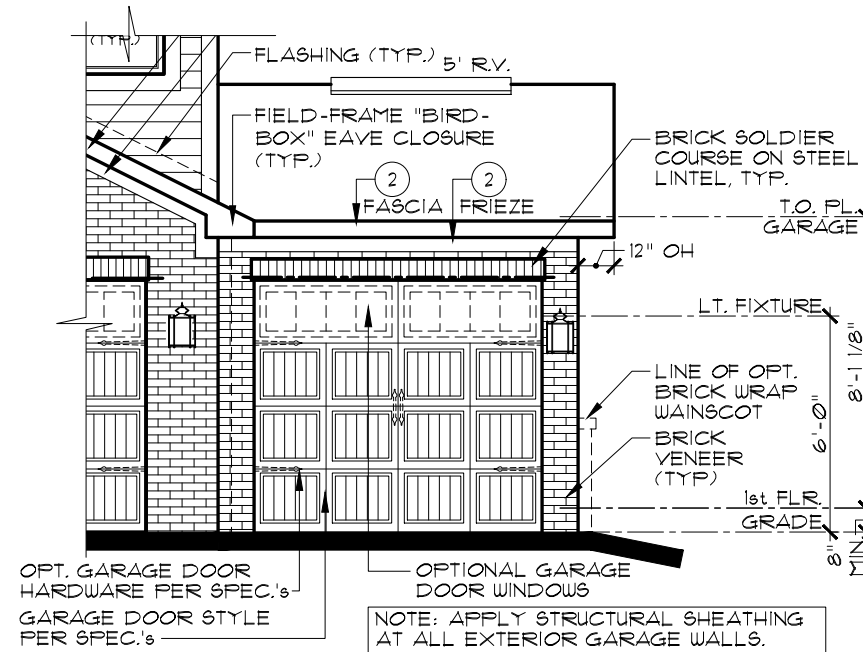 (TYP.)
FLASHING (TYP.)
5' R.V.
FIELD-FRAME "BIRD-
BOX" EAVE CLOSURE
(TYP.)
BRICK SOLDIER
COURSE ON STEEL
LINTEL, TYP.
2
2
FASCIA
FRIEZE
T.O. PL.
GARAGE
12" OH
LT. FIXTURE
8'-1 1/8"
6'-0"
LINE OF OPT.
BRICK WRAP
WAINSCOT
BRICK
VENEER
(TYP)
1st FLR.
GRADE
8"
MIN.
OPT. GARAGE DOOR
HARDWARE PER SPEC.'s
GARAGE DOOR STYLE
PER SPEC.'s
OPTIONAL GARAGE
DOOR WINDOWS
NOTE: APPLY STRUCTURAL SHEATHING
AT ALL EXTERIOR GARAGE WALLS.